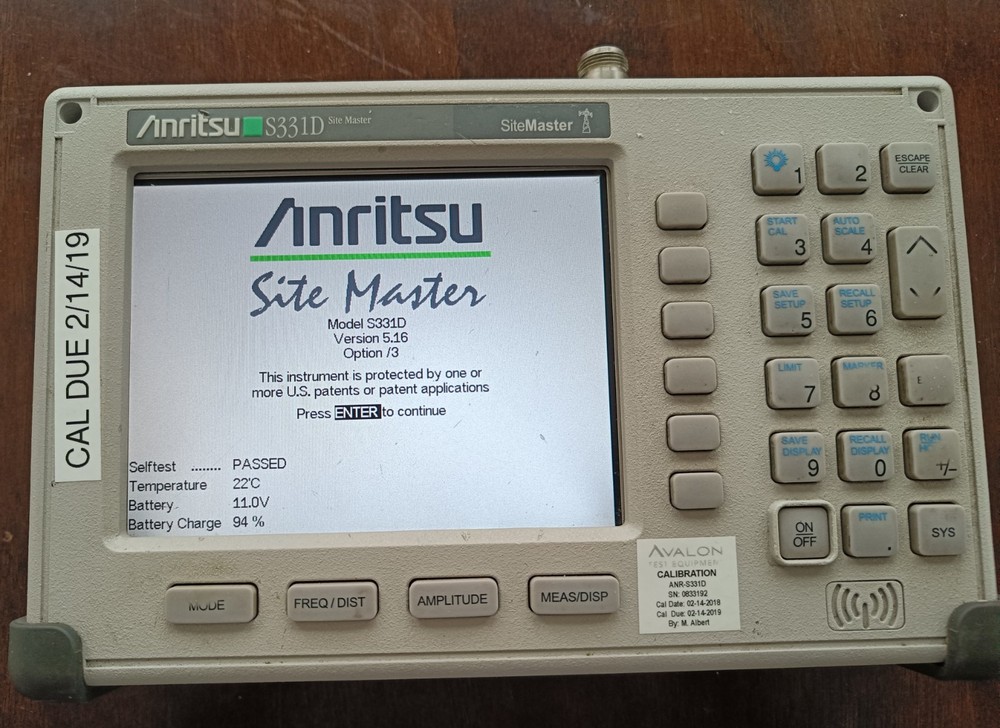 Anritsu S331D Site Master
SiteMaster
CAL DUE 2/14/19
Anritsu
Site Master
Model S331D
Version 5.16
Option /3
This instrument is protected by one or
more U.S. patents or patent applications
Press ENTER to continue
Selftest ........ PASSED
Temperature 22'C
Battery 11.0V
Battery Charge 94 %
1
2
ESCAPE
CLEAR
START
CAL
3
AUTO
SCALE
4
SAVE
SETUP
5
RECALL
SETUP
6
LIMIT
7
MARKER
8
E
SAVE
DISPLAY
9
RECALL
DISPLAY
0
RUN
+/-
ON
OFF
PRINT
.
SYS
MODE
FREQ / DIST
AMPLITUDE
MEAS/DISP
AVALON
TEST EQUIPMENT
CALIBRATION
ANR-S331D
SN: 0833192
Cal Date: 02-14-2018
Cal Due: 02-14-2019
By: M. Albert